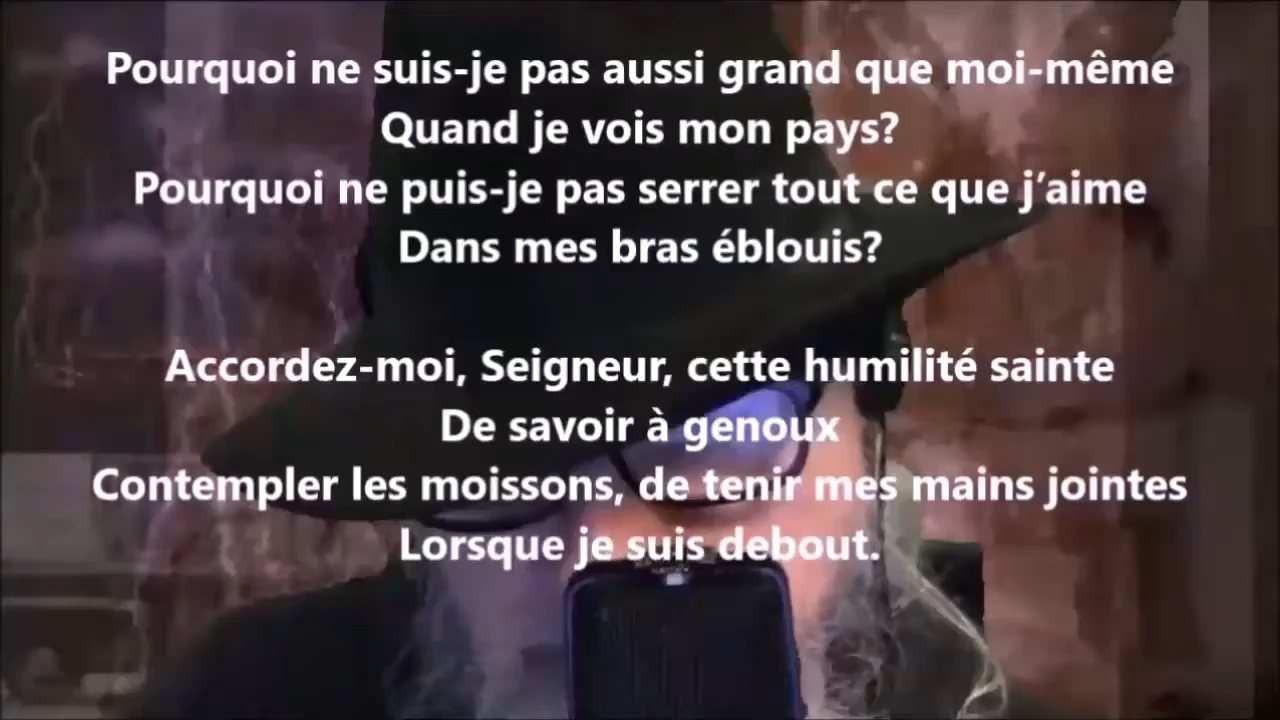 Pourquoi ne suis-je pas aussi grand que moi-même
Quand je vois mon pays?
Pourquoi ne puis-je pas serrer tout ce que j’aime
Dans mes bras éblouis?
Accordez-moi, Seigneur, cette humilité sainte
De savoir à genoux
Contempler les moissons, de tenir mes mains jointes
Lorsque je suis debout.